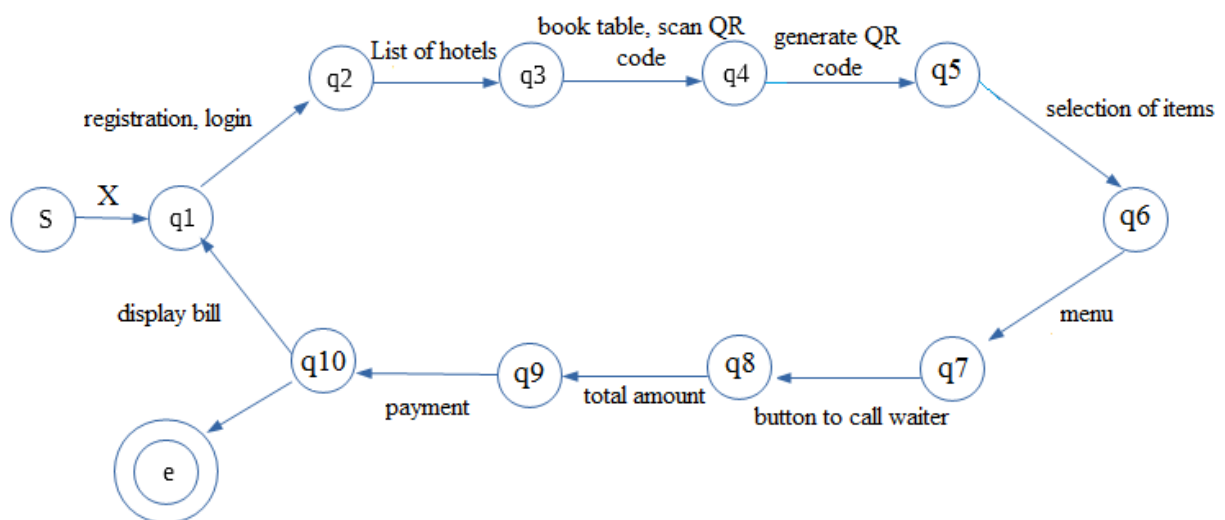 book table, scan QR
code
generate QR
code
List of hotels
q2
q3
q4
q5
selection of items
registration, login
X
S
q1
q6
display bill
menu
q10
q9
q8
q7
payment
total amount
button to call waiter
e